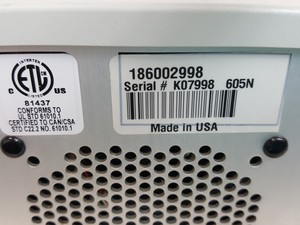 INTERTEK
ETL
C US
81437
CONFORMS TO
UL STD 61010.1
CERTIFIED TO CAN/CSA
STD C22.2 NO. 61010.1
186002998
Serial # K07998 605N
Made in USA